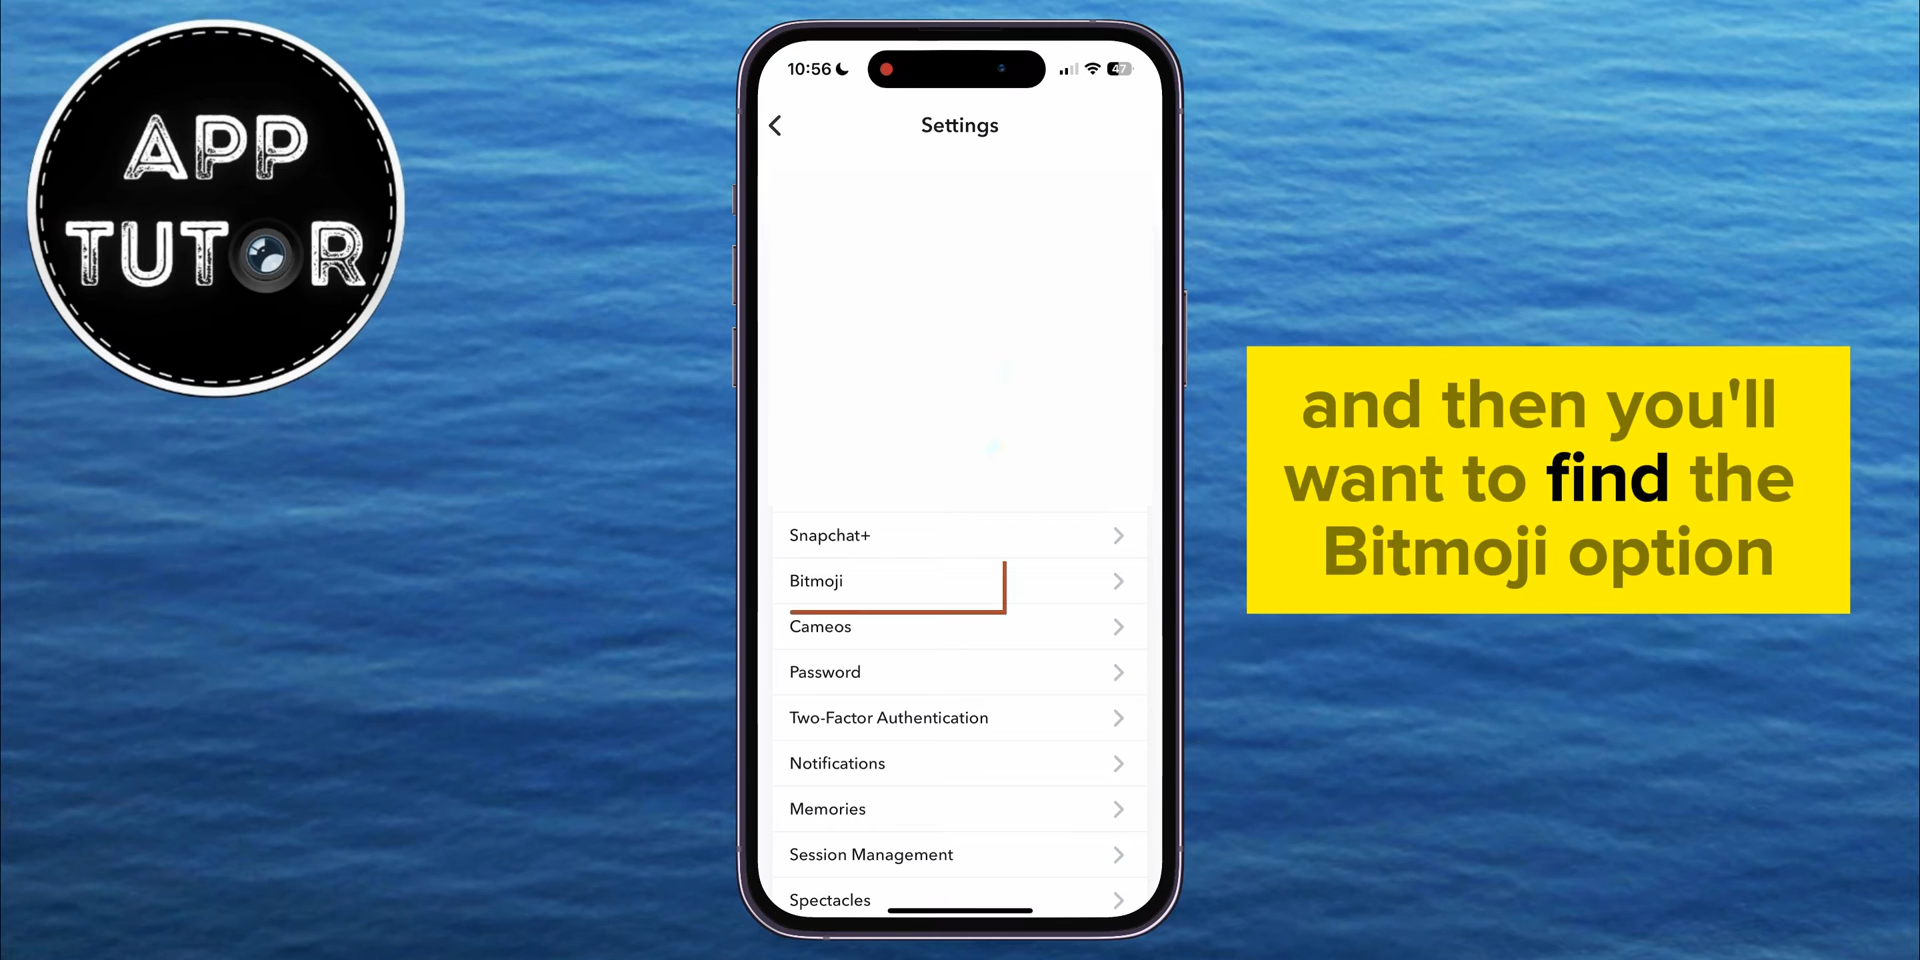 APP
TUTOR
10:56
47
Settings
Snapchat+
Bitmoji
Cameos
Password
Two-Factor Authentication
Notifications
Memories
Session Management
Spectacles
and then you'll
want to find the
Bitmoji option